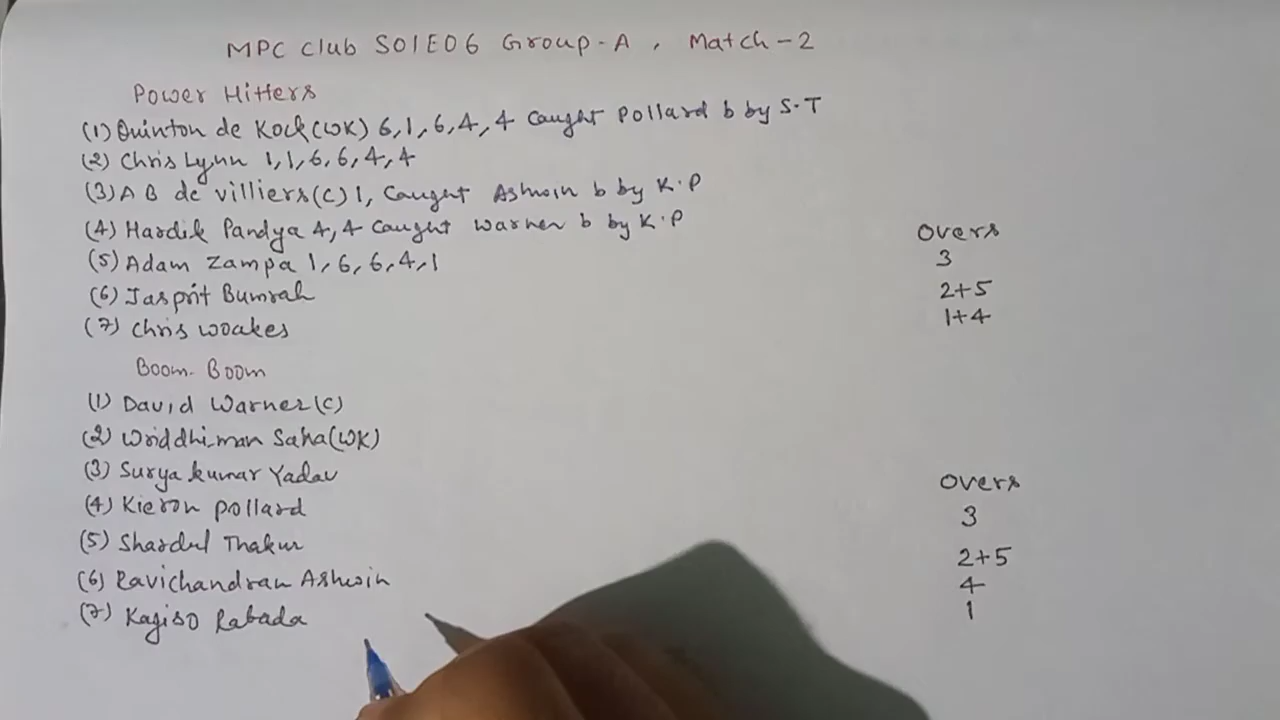 MPC Club S01E06 Group-A, Match-2
Power Hitters
(1) Quinton de Kock(WK) 6,1,6,4,4 Caught Pollard b by S.T
(2) Chris Lynn 1,1,6,6,4,4
(3) A B de villiers(c) 1, Caught Ashwin b by K.P
(4) Hardik Pandya 4,4 Caught Warner b by K.P
Overs
(5) Adam Zampa 1,6,6,4,1 3
(6) Jasprit Bumrah 2+5
(7) Chris Woakes 1+4
Boom-Boom
(1) David Warner(c)
(2) Wriddhiman Saha(WK)
(3) Surya kumar Yadav
Overs
(4) Kieron pollard 3
(5) Shardul Thakur 2+5
(6) Ravichandran Ashwin 4
(7) Kagiso Rabada 1